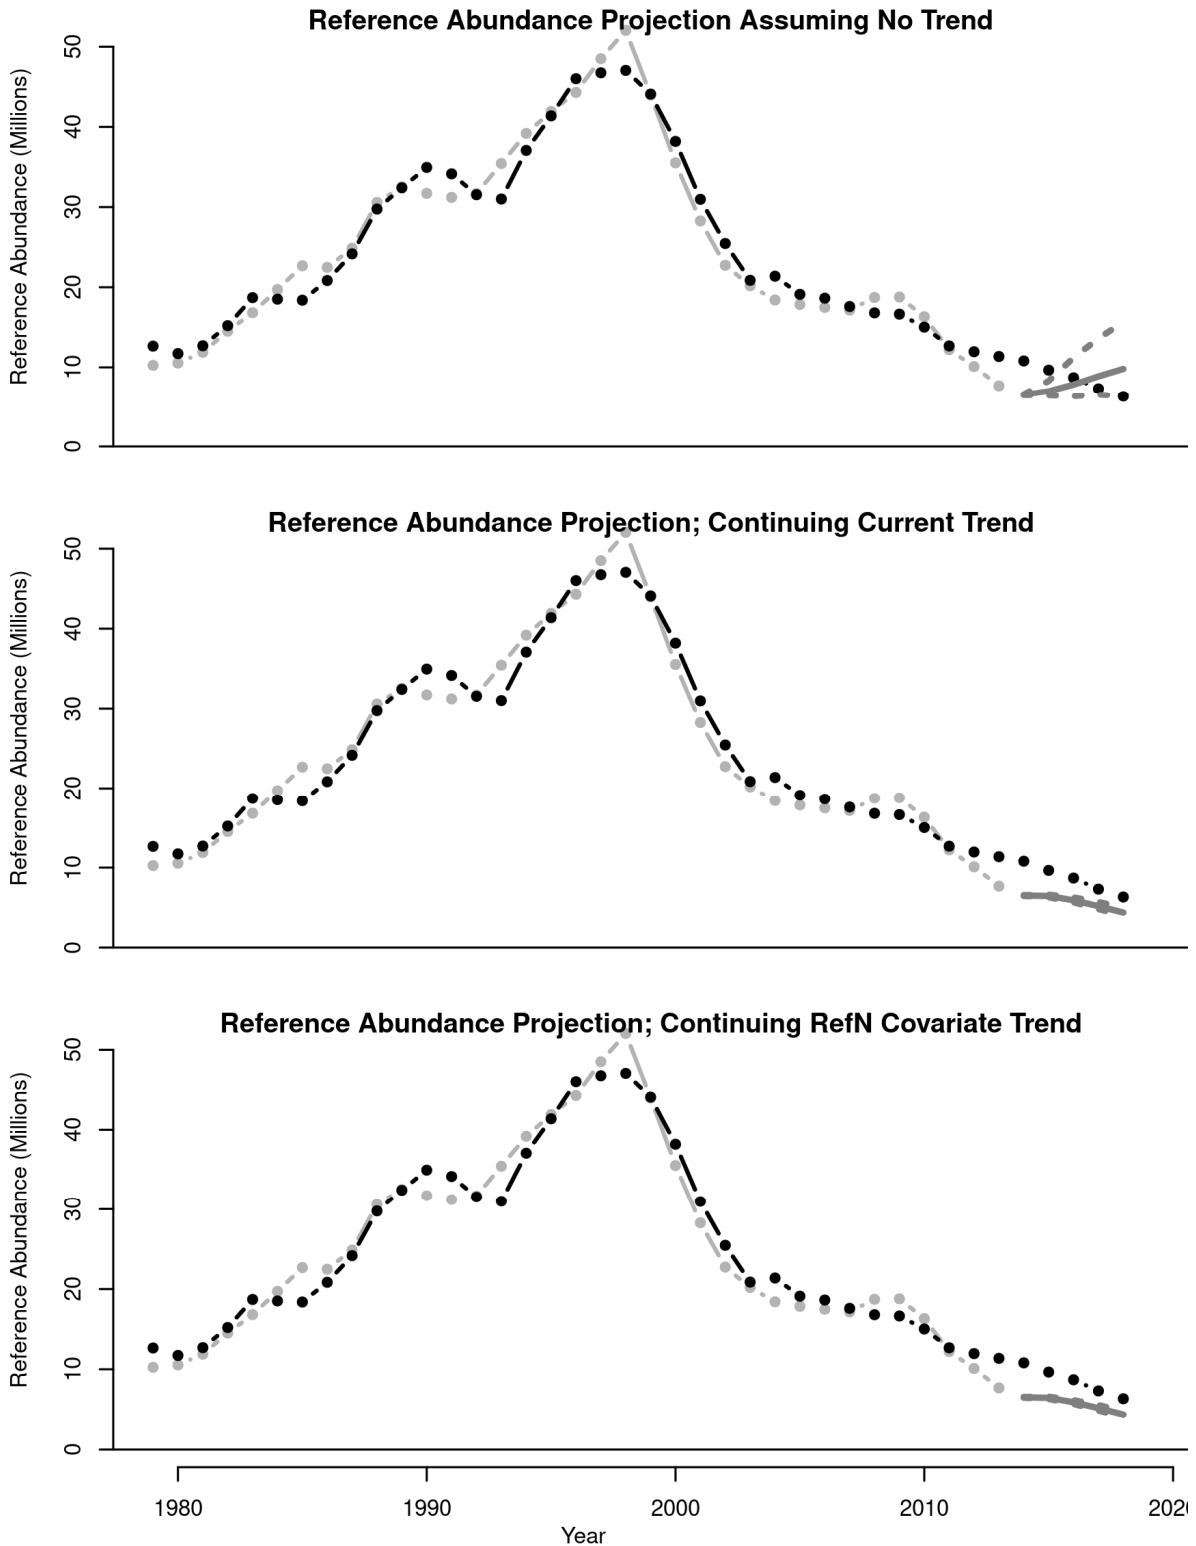 Reference Abundance Projection Assuming No Trend
Reference Abundance (Millions)
50
40
30
20
10
0
Reference Abundance Projection; Continuing Current Trend
Reference Abundance (Millions)
50
40
30
20
10
0
Reference Abundance Projection; Continuing RefN Covariate Trend
Reference Abundance (Millions)
50
40
30
20
10
0
1980 1990 2000 2010 2020
Year